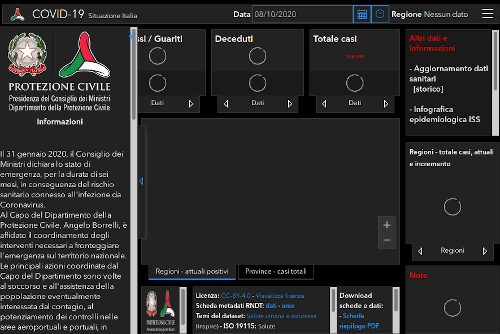 COVID-19 Situazione Italia
Data 08/10/2020
Regione Nessun dato
PROTEZIONE CIVILE
Presidenza del Consiglio dei Ministri
Dipartimento della Protezione Civile
Informazioni
Il 31 gennaio 2020, il Consiglio dei
Ministri dichiara lo stato di
emergenza, per la durata di sei
mesi, in conseguenza del rischio
sanitario connesso all'infezione da
Coronavirus.
Al Capo del Dipartimento della
Protezione Civile, Angelo Borrelli, è
affidato il coordinamento degli
interventi necessari a fronteggiare
l'emergenza sul territorio nazionale.
Le principali azioni coordinate dal
Capo del Dipartimento sono volte
al soccorso e all'assistenza della
popolazione eventualmente
interessata dal contagio, al
potenziamento dei controlli nelle
aree aeroportuali e portuali, in
ssi / Guariti
Dati
Deceduti
Dati
Totale casi
Dati
Altri dati e
informazioni
- Aggiornamento dati
sanitari
[storico]
- Infografica
epidemiologica ISS
Regioni - totale casi, attuali
e incremento
Regioni
Note
+
−
Regioni - attuali positivi
Province - casi totali
Licenza: CC-BY-4.0 - Visualizza licenza
Scheda metadati RNDT: dati - aree
Temi del dataset: Salute umana e sicurezza
(Inspire) - ISO 19115: Salute
Download
schede e dati:
- Schede
riepilogo PDF